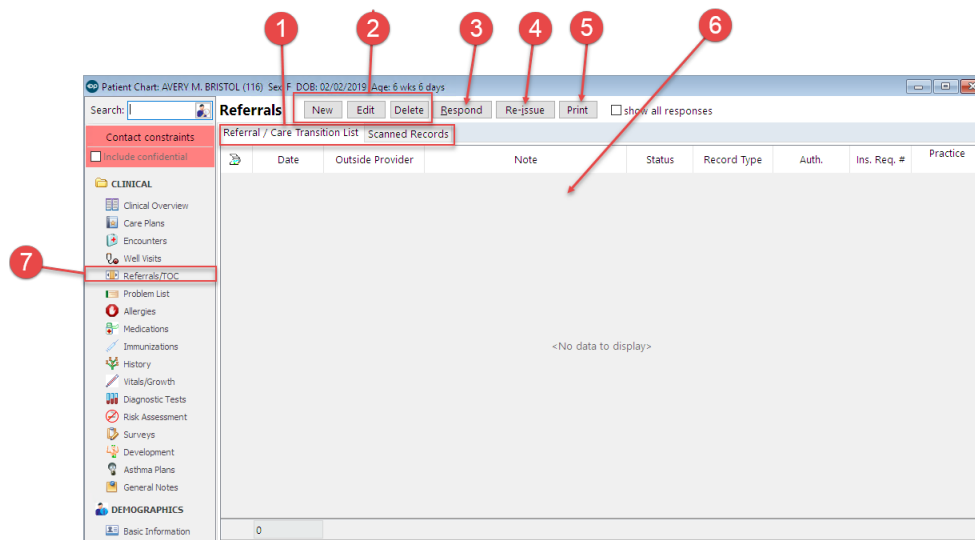 1 2 3 4 5 6
Patient Chart: AVERY M. BRISTOL (116) Sex: F DOB: 02/02/2019 Age: 6 wks 6 days
Search:
Referrals New Edit Delete Respond Re-issue Print show all responses
Contact constraints
Referral / Care Transition List Scanned Records
Include confidential
Date Outside Provider Note Status Record Type Auth. Ins. Req. # Practice
CLINICAL
Clinical Overview
Care Plans
Encounters
Well Visits
7
Referrals/TOC
Problem List
Allergies
Medications
Immunizations
<No data to display>
History
Vitals/Growth
Diagnostic Tests
Risk Assessment
Surveys
Development
Asthma Plans
General Notes
DEMOGRAPHICS
Basic Information
0